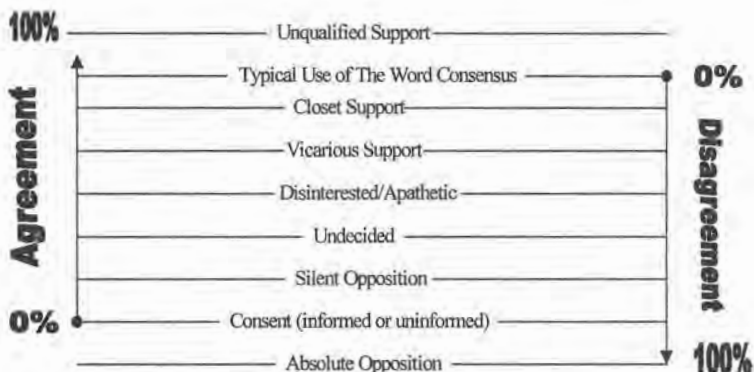 100% Unqualified Support
Typical Use of The Word Consensus 0%
Closet Support
Vicarious Support
Disinterested/Apathetic
Undecided
Silent Opposition
0% Consent (informed or uninformed)
Absolute Opposition 100%
Agreement
Disagreement